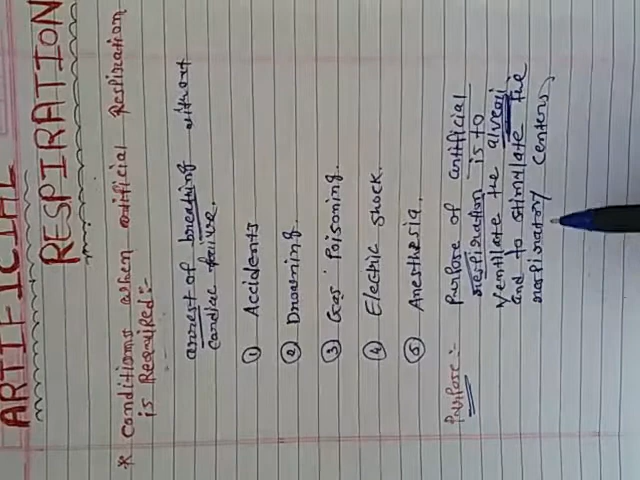 ARTIFICIAL
RESPIRATION
* Conditions when artificial Respiration
is Required:-
arrest of breathing without
cardiac failure.
① Accidents
② Drowning.
③ Gas Poisoning.
④ Electric shock.
⑤ Anesthesia.
Purpose:- Purpose of artificial
respiration is to
ventilate the alveoli
and to stimulate the
respiratory centers,